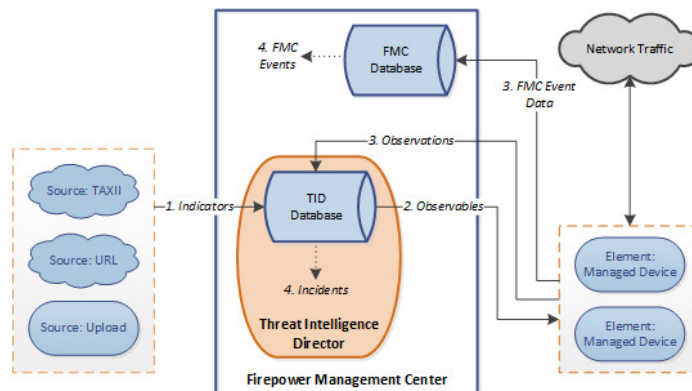 4. FMC
Events
FMC
Database
Network Traffic
3. FMC Event
Data
3. Observations
Source: TAXII
1. Indicators
TID
Database
2. Observables
Source: URL
Element:
Managed Device
4. Incidents
Source: Upload
Threat Intelligence
Director
Element:
Managed Device
Firepower Management Center